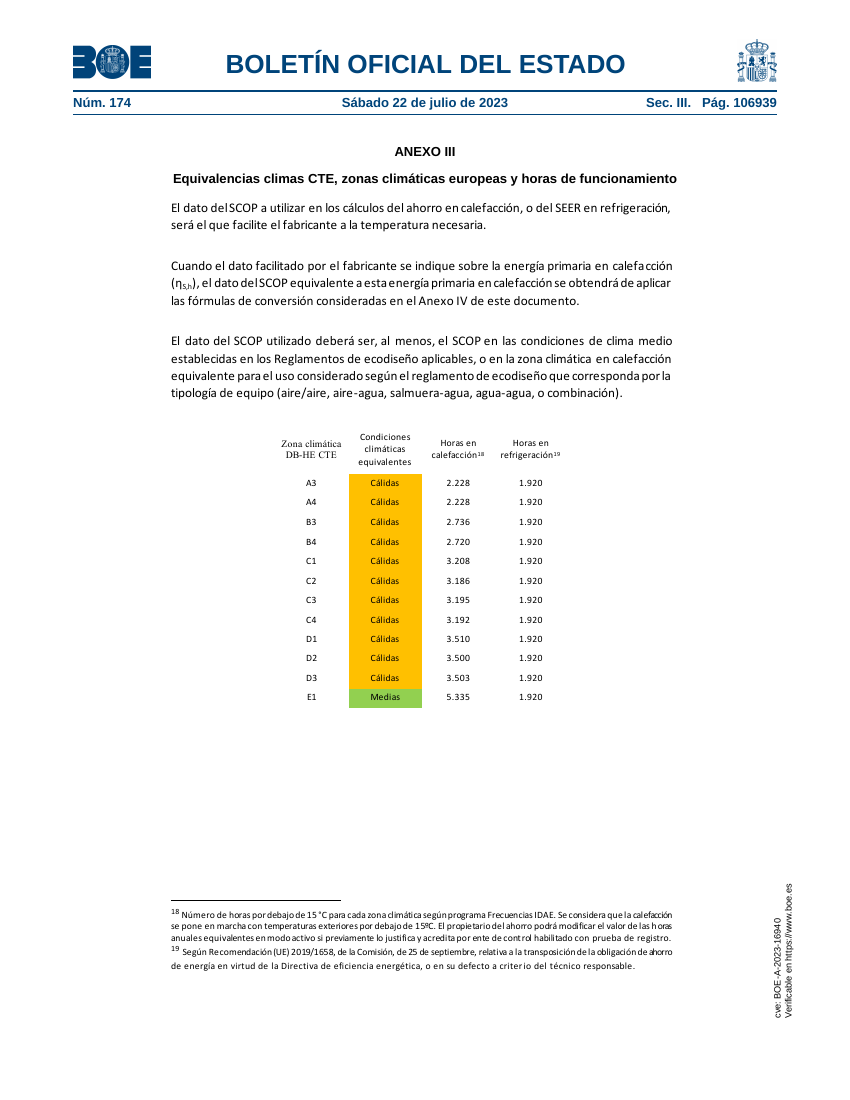 BOE
BOLETÍN OFICIAL DEL ESTADO
Núm. 174 Sábado 22 de julio de 2023 Sec. III. Pág. 106939
ANEXO III
Equivalencias climas CTE, zonas climáticas europeas y horas de funcionamiento
El dato del SCOP a utilizar en los cálculos del ahorro en calefacción, o del SEER en refrigeración,
será el que facilite el fabricante a la temperatura necesaria.
Cuando el dato facilitado por el fabricante se indique sobre la energía primaria en calefacción
(ηS,h), el dato del SCOP equivalente a esta energía primaria en calefacción se obtendrá de aplicar
las fórmulas de conversión consideradas en el Anexo IV de este documento.
El dato del SCOP utilizado deberá ser, al menos, el SCOP en las condiciones de clima medio
establecidas en los Reglamentos de ecodiseño aplicables, o en la zona climática en calefacción
equivalente para el uso considerado según el reglamento de ecodiseño que corresponda por la
tipología de equipo (aire/aire, aire-agua, salmuera-agua, agua-agua, o combinación).
Zona climática DB-HE CTE Condiciones climáticas equivalentes Horas en calefacción18 Horas en refrigeración19
A3 Cálidas 2.228 1.920
A4 Cálidas 2.228 1.920
B3 Cálidas 2.736 1.920
B4 Cálidas 2.720 1.920
C1 Cálidas 3.208 1.920
C2 Cálidas 3.186 1.920
C3 Cálidas 3.195 1.920
C4 Cálidas 3.192 1.920
D1 Cálidas 3.510 1.920
D2 Cálidas 3.500 1.920
D3 Cálidas 3.503 1.920
E1 Medias 5.335 1.920
18 Número de horas por debajo de 15 °C para cada zona climática según programa Frecuencias IDAE. Se considera que la calefacción
se pone en marcha con temperaturas exteriores por debajo de 15ºC. El propietario del ahorro podrá modificar el valor de las horas
anuales equivalentes en modo activo si previamente lo justifica y acredita por ente de control habilitado con prueba de registro.
19 Según Recomendación (UE) 2019/1658, de la Comisión, de 25 de septiembre, relativa a la transposición de la obligación de ahorro
de energía en virtud de la Directiva de eficiencia energética, o en su defecto a criterio del técnico responsable.
cve: BOE-A-2023-16940
Verificable en https://www.boe.es